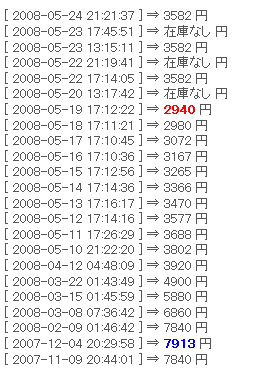 [ 2008-05-24 21:21:37 ] ⇒ 3582 円
[ 2008-05-23 17:45:51 ] ⇒ 在庫なし 円
[ 2008-05-23 13:15:11 ] ⇒ 3582 円
[ 2008-05-22 21:19:41 ] ⇒ 在庫なし 円
[ 2008-05-22 17:14:05 ] ⇒ 3582 円
[ 2008-05-20 13:17:42 ] ⇒ 在庫なし 円
[ 2008-05-19 17:12:22 ] ⇒ 2940 円
[ 2008-05-18 17:11:21 ] ⇒ 2980 円
[ 2008-05-17 17:10:45 ] ⇒ 3072 円
[ 2008-05-16 17:10:36 ] ⇒ 3167 円
[ 2008-05-15 17:12:56 ] ⇒ 3265 円
[ 2008-05-14 17:14:36 ] ⇒ 3366 円
[ 2008-05-13 17:16:17 ] ⇒ 3470 円
[ 2008-05-12 17:14:16 ] ⇒ 3577 円
[ 2008-05-11 17:26:29 ] ⇒ 3688 円
[ 2008-05-10 21:22:20 ] ⇒ 3802 円
[ 2008-04-12 04:48:09 ] ⇒ 3920 円
[ 2008-03-22 01:43:49 ] ⇒ 4900 円
[ 2008-03-15 01:45:59 ] ⇒ 5880 円
[ 2008-03-08 07:36:42 ] ⇒ 6860 円
[ 2008-02-09 01:46:42 ] ⇒ 7840 円
[ 2007-12-04 20:29:58 ] ⇒ 7913 円
[ 2007-11-09 20:44:01 ] ⇒ 7840 円